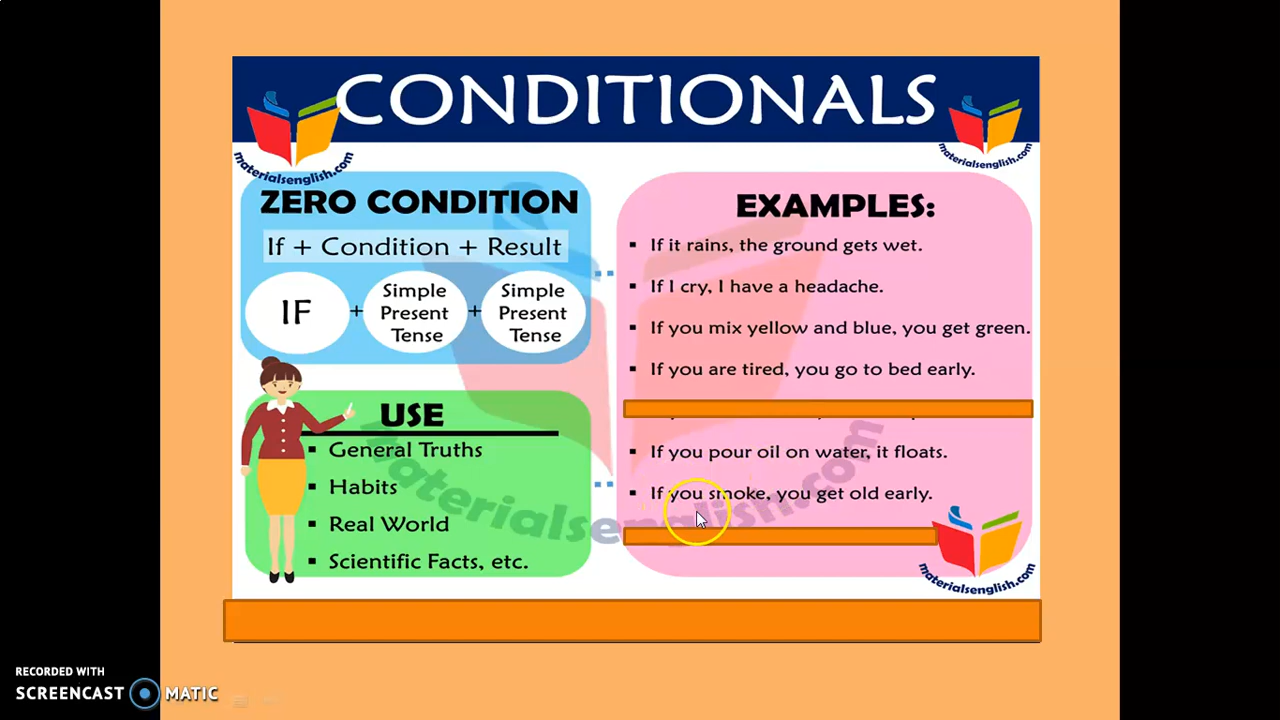 CONDITIONALS
materialsenglish.com
materialsenglish.com
ZERO CONDITION
If + Condition + Result
IF + Simple Present Tense + Simple Present Tense
USE
General Truths
Habits
Real World
Scientific Facts, etc.
EXAMPLES:
If it rains, the ground gets wet.
If I cry, I have a headache.
If you mix yellow and blue, you get green.
If you are tired, you go to bed early.
If you pour oil on water, it floats.
If you smoke, you get old early.
materialsenglish.com
materialsenglish.com
RECORDED WITH
SCREENCAST MATIC